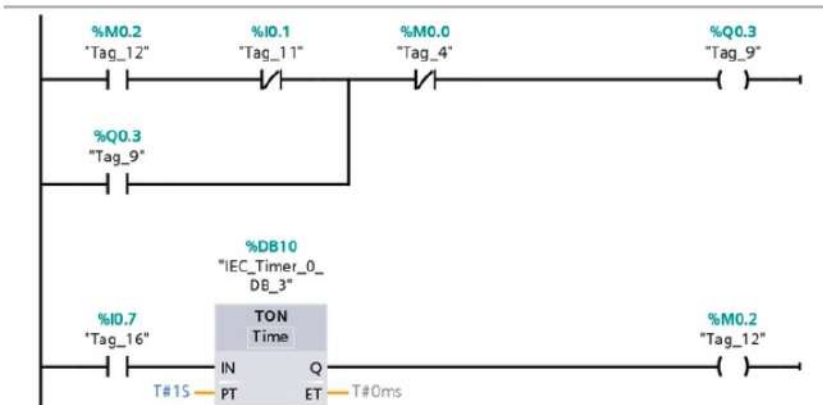 %M0.2 %I0.1 %M0.0 %Q0.3
"Tag_12" "Tag_11" "Tag_4" "Tag_9"
%Q0.3
"Tag_9"
%DB10
"IEC_Timer_0_
DB_3"
TON
Time
%I0.7 %M0.2
"Tag_16" "Tag_12"
IN Q
T#1S PT ET T#0ms